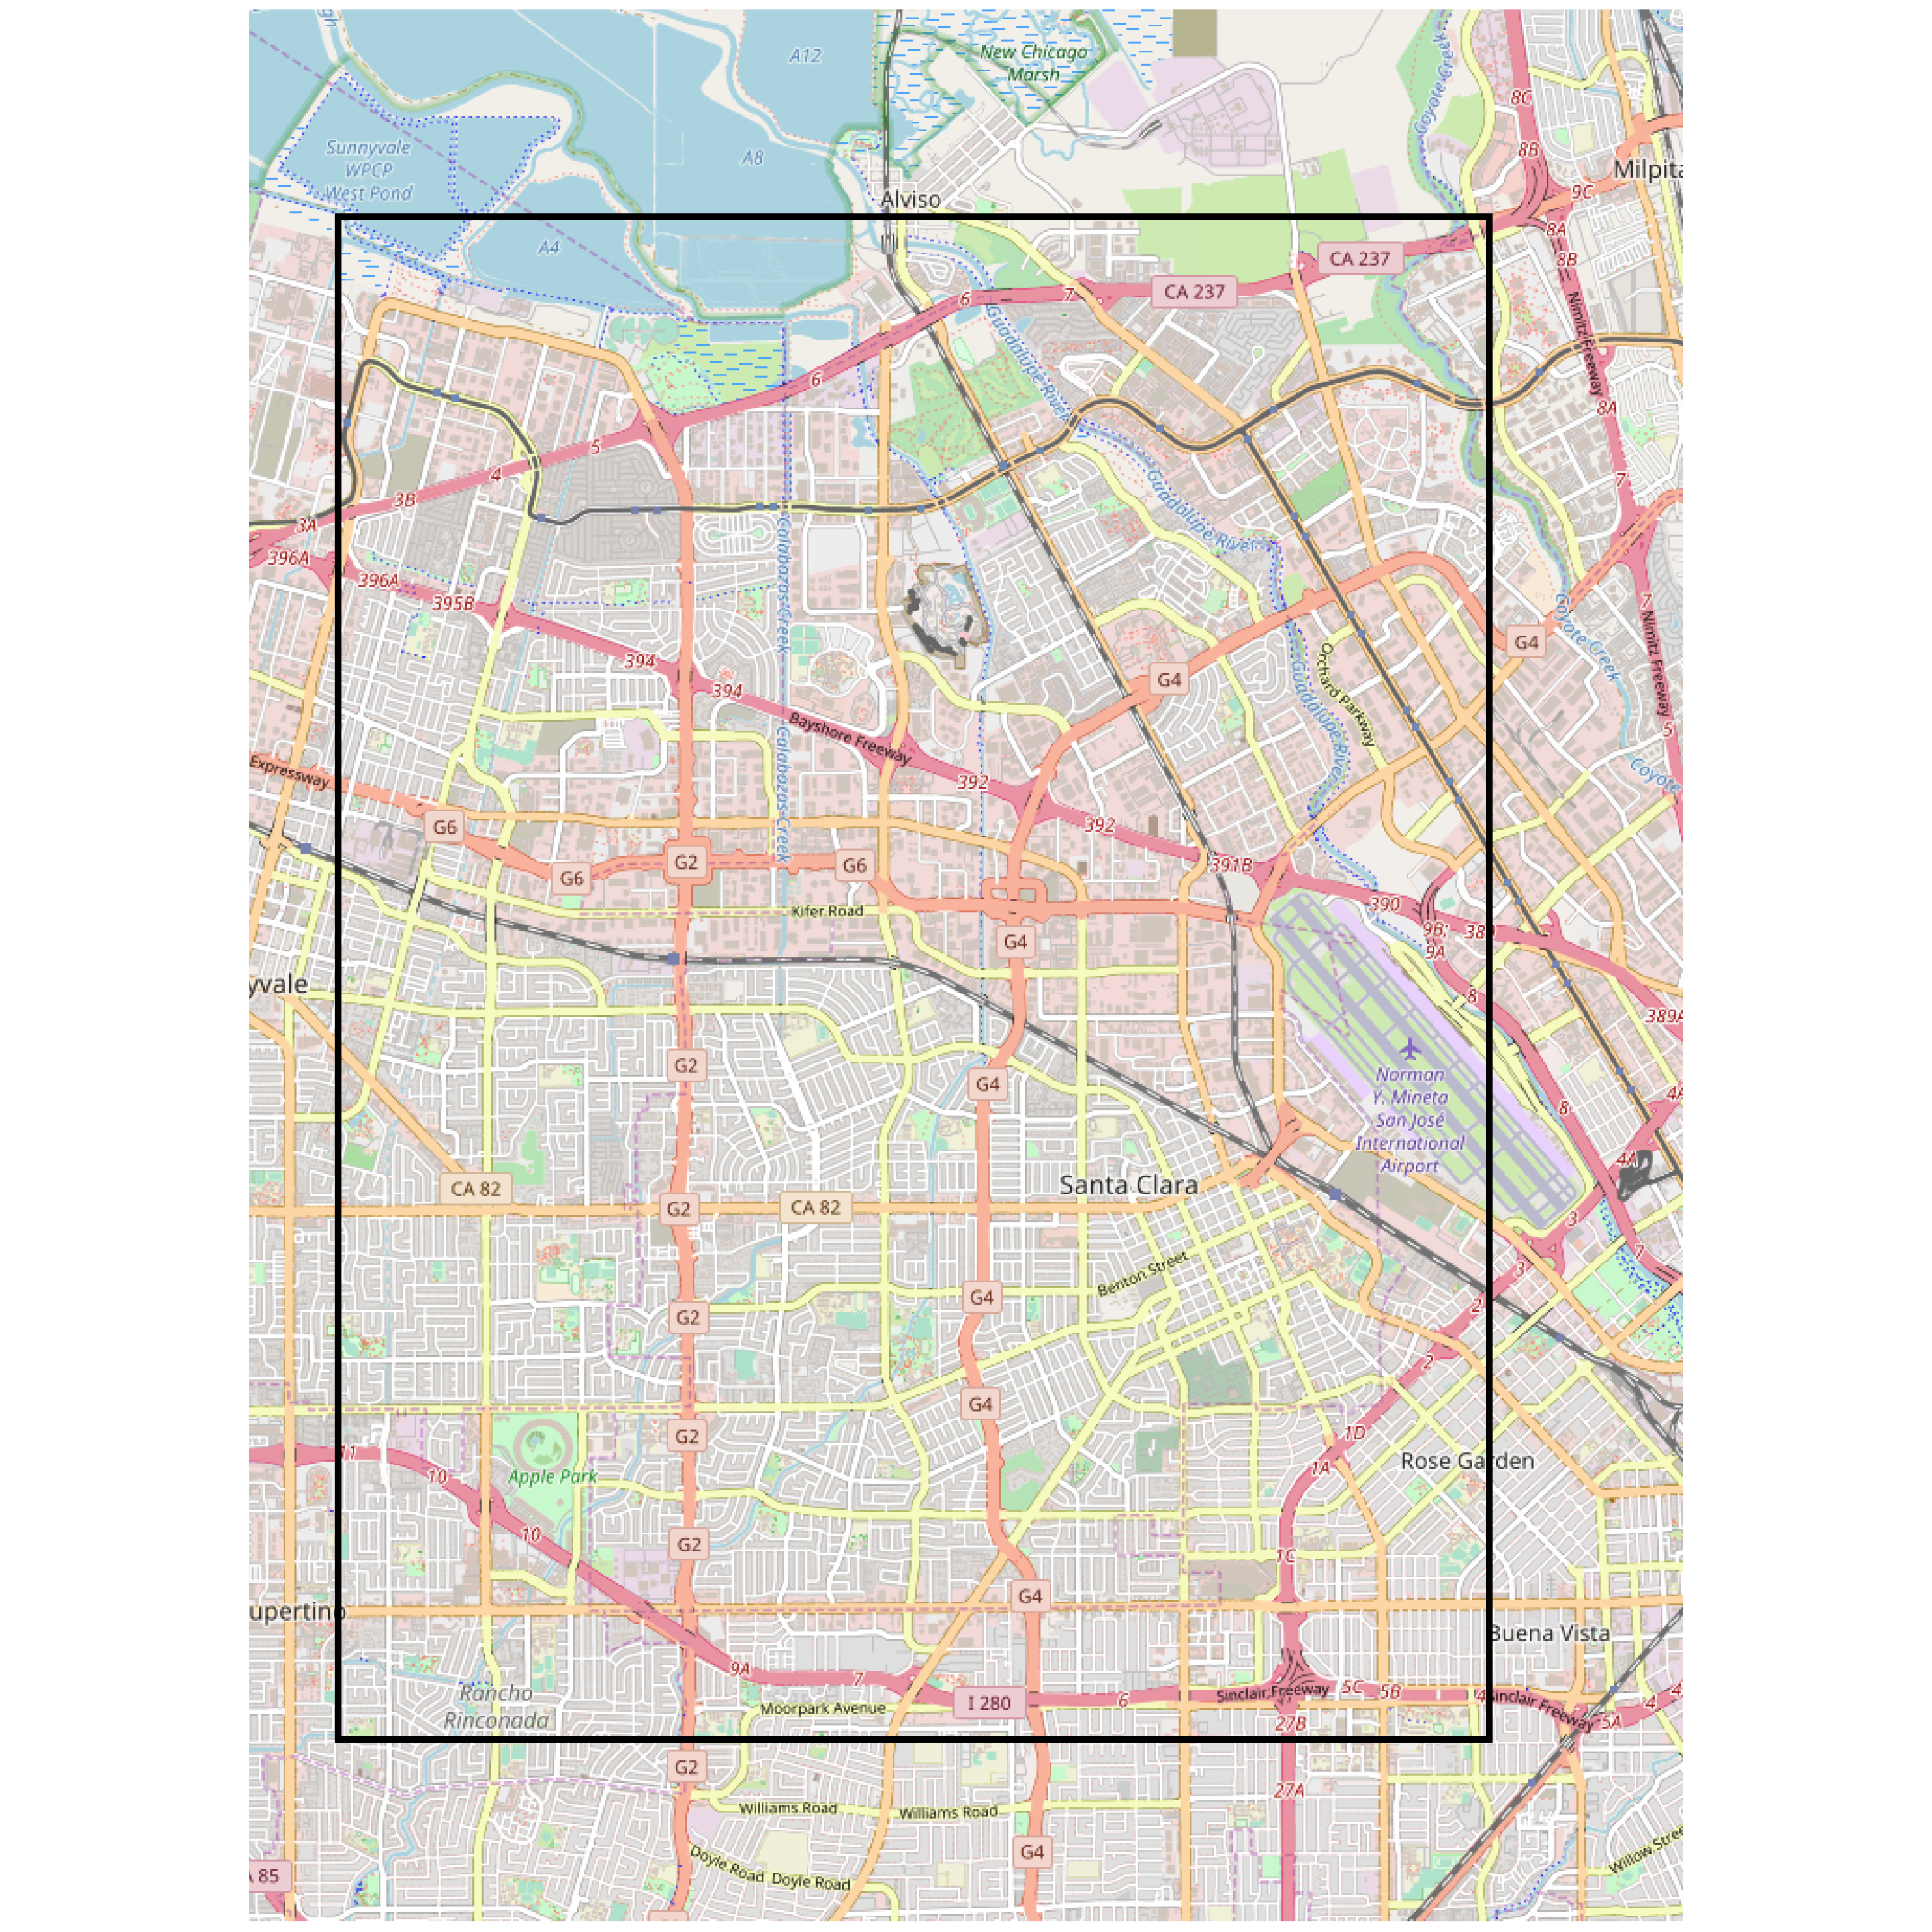 A12
New Chicago
Marsh
Coyote Creek
8C
Sunnyvale
WPCP
West Pond
A8
8B
Milpita
9C
Alviso
8A
A4
CA 237
8B
6
7
CA 237
Nimitz Freeway
Guadalupe River
6
8A
5
4
7
3B
Guadalupe River
3A
396A
396A
395B
Calabazas Creek
7
Coyote Creek
G4
394
Orchard Parkway
Guadalupe River
Nimitz Freeway
394
G4
Bayshore Freeway
5
Expressway
392
Coyote
Calabazas Creek
G6
392
G2
G6
391B
G6
390
Kifer Road
9B;
9A
389
G4
yvale
8
389A
Norman
Y. Mineta
San José
International
Airport
G2
G4
8
4A
4A
CA 82
Santa Clara
G2
CA 82
3
7
Benton Street
3
G4
2
G2
2
G4
1D
G2
11
10
Apple Park
1A
Rose Garden
10
G2
1C
G4
upertino
Buena Vista
9A
7
Rancho
Rinconada
Moorpark Avenue
I 280
6
Sinclair Freeway
5C
5B
4
Sinclair Freeway
4
4
5A
27B
G2
27A
Williams Road
Williams Road
Doyle Road
Doyle Road
G4
Willow Stree
85